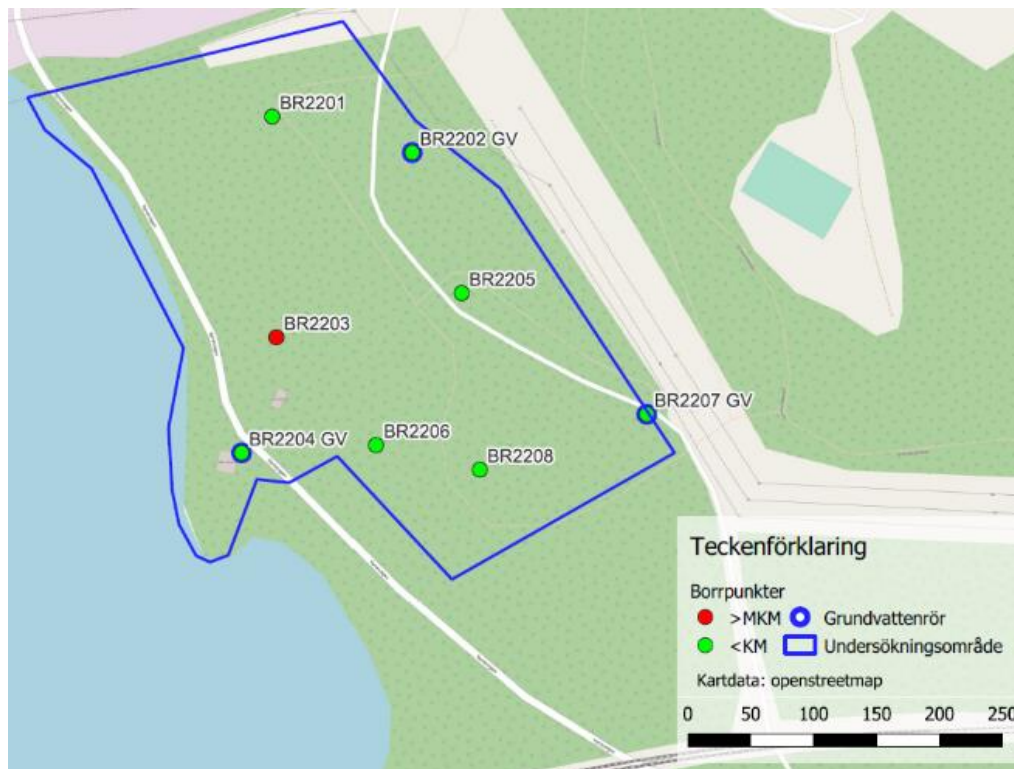 BR2201
BR2202 GV
BR2205
BR2203
BR2207 GV
BR2204 GV
BR2206
BR2208
Teckenförklaring
Borrpunkter
>MKM Grundvattenrör
<KM Undersökningsområde
Kartdata: openstreetmap
0 50 100 150 200 250